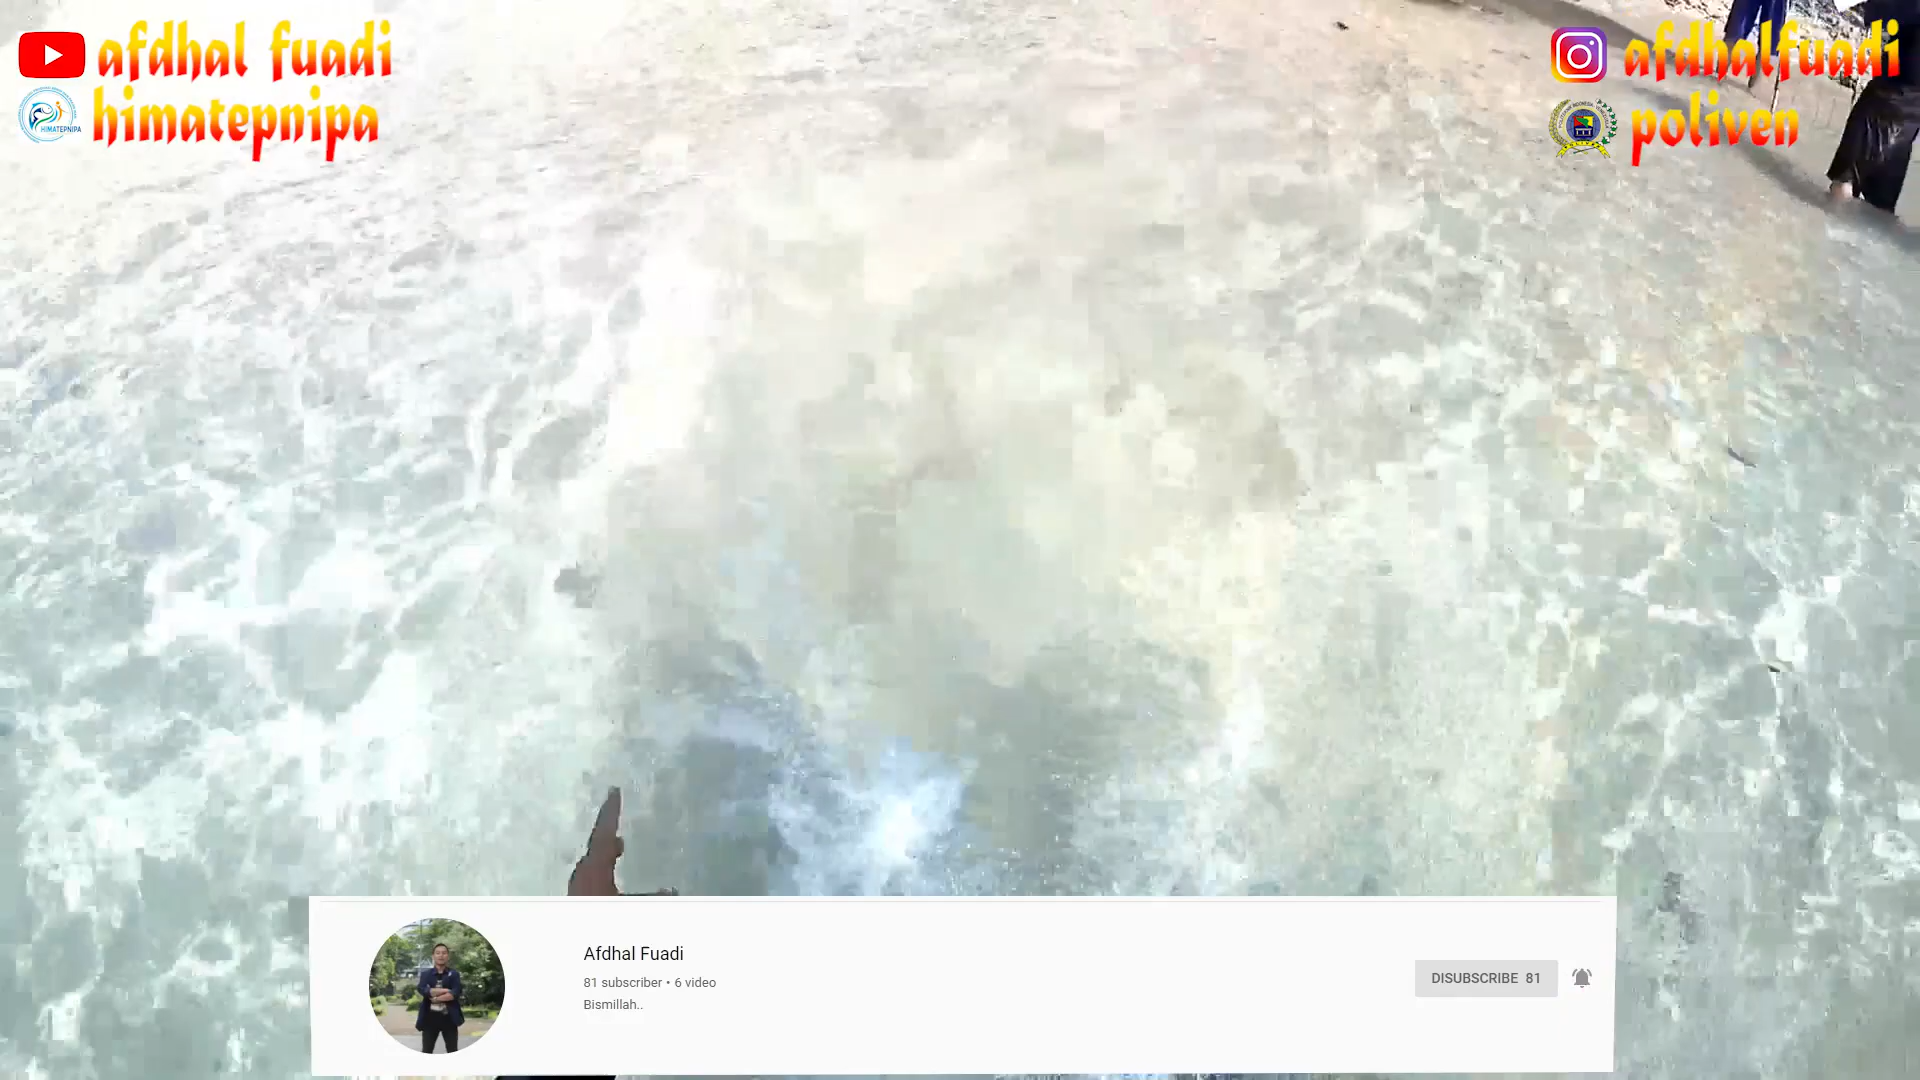 afdhal fuadi
himatepnipa
HIMATEPNIPA
afdhalfuadi
poliven
Afdhal Fuadi
81 subscriber • 6 video
Bismillah..
DISUBSCRIBE 81